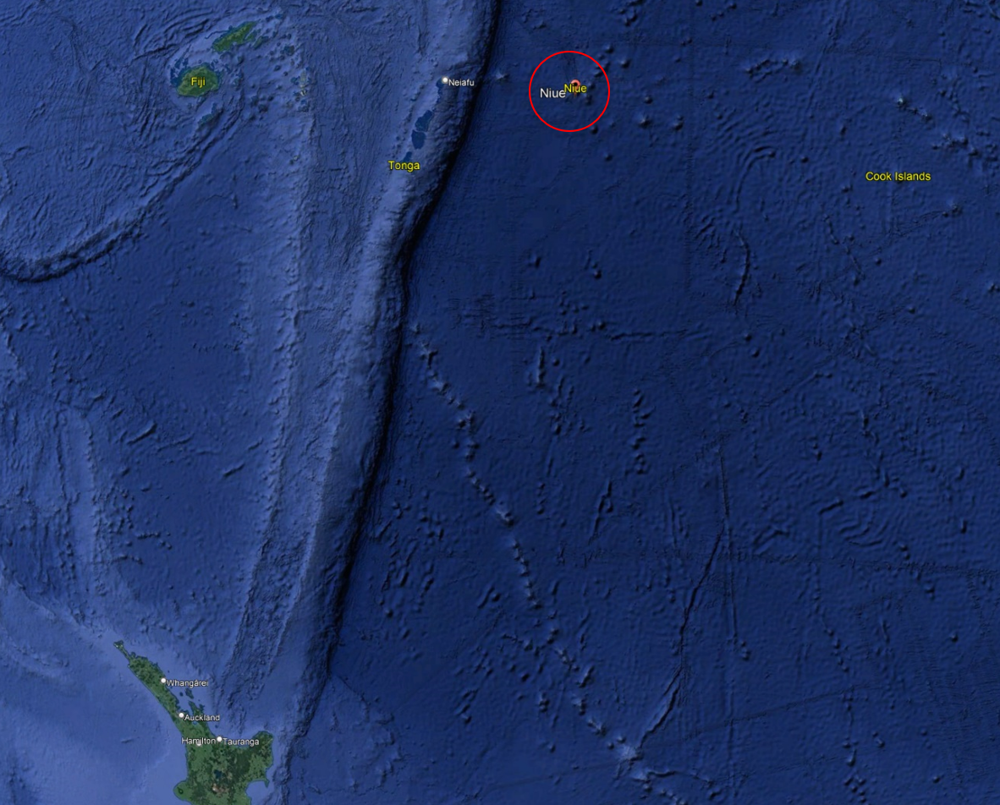 Fiji
Neiafu
Niue
Niue
Tonga
Cook Islands
Whangārei
Auckland
Hamilton
Tauranga